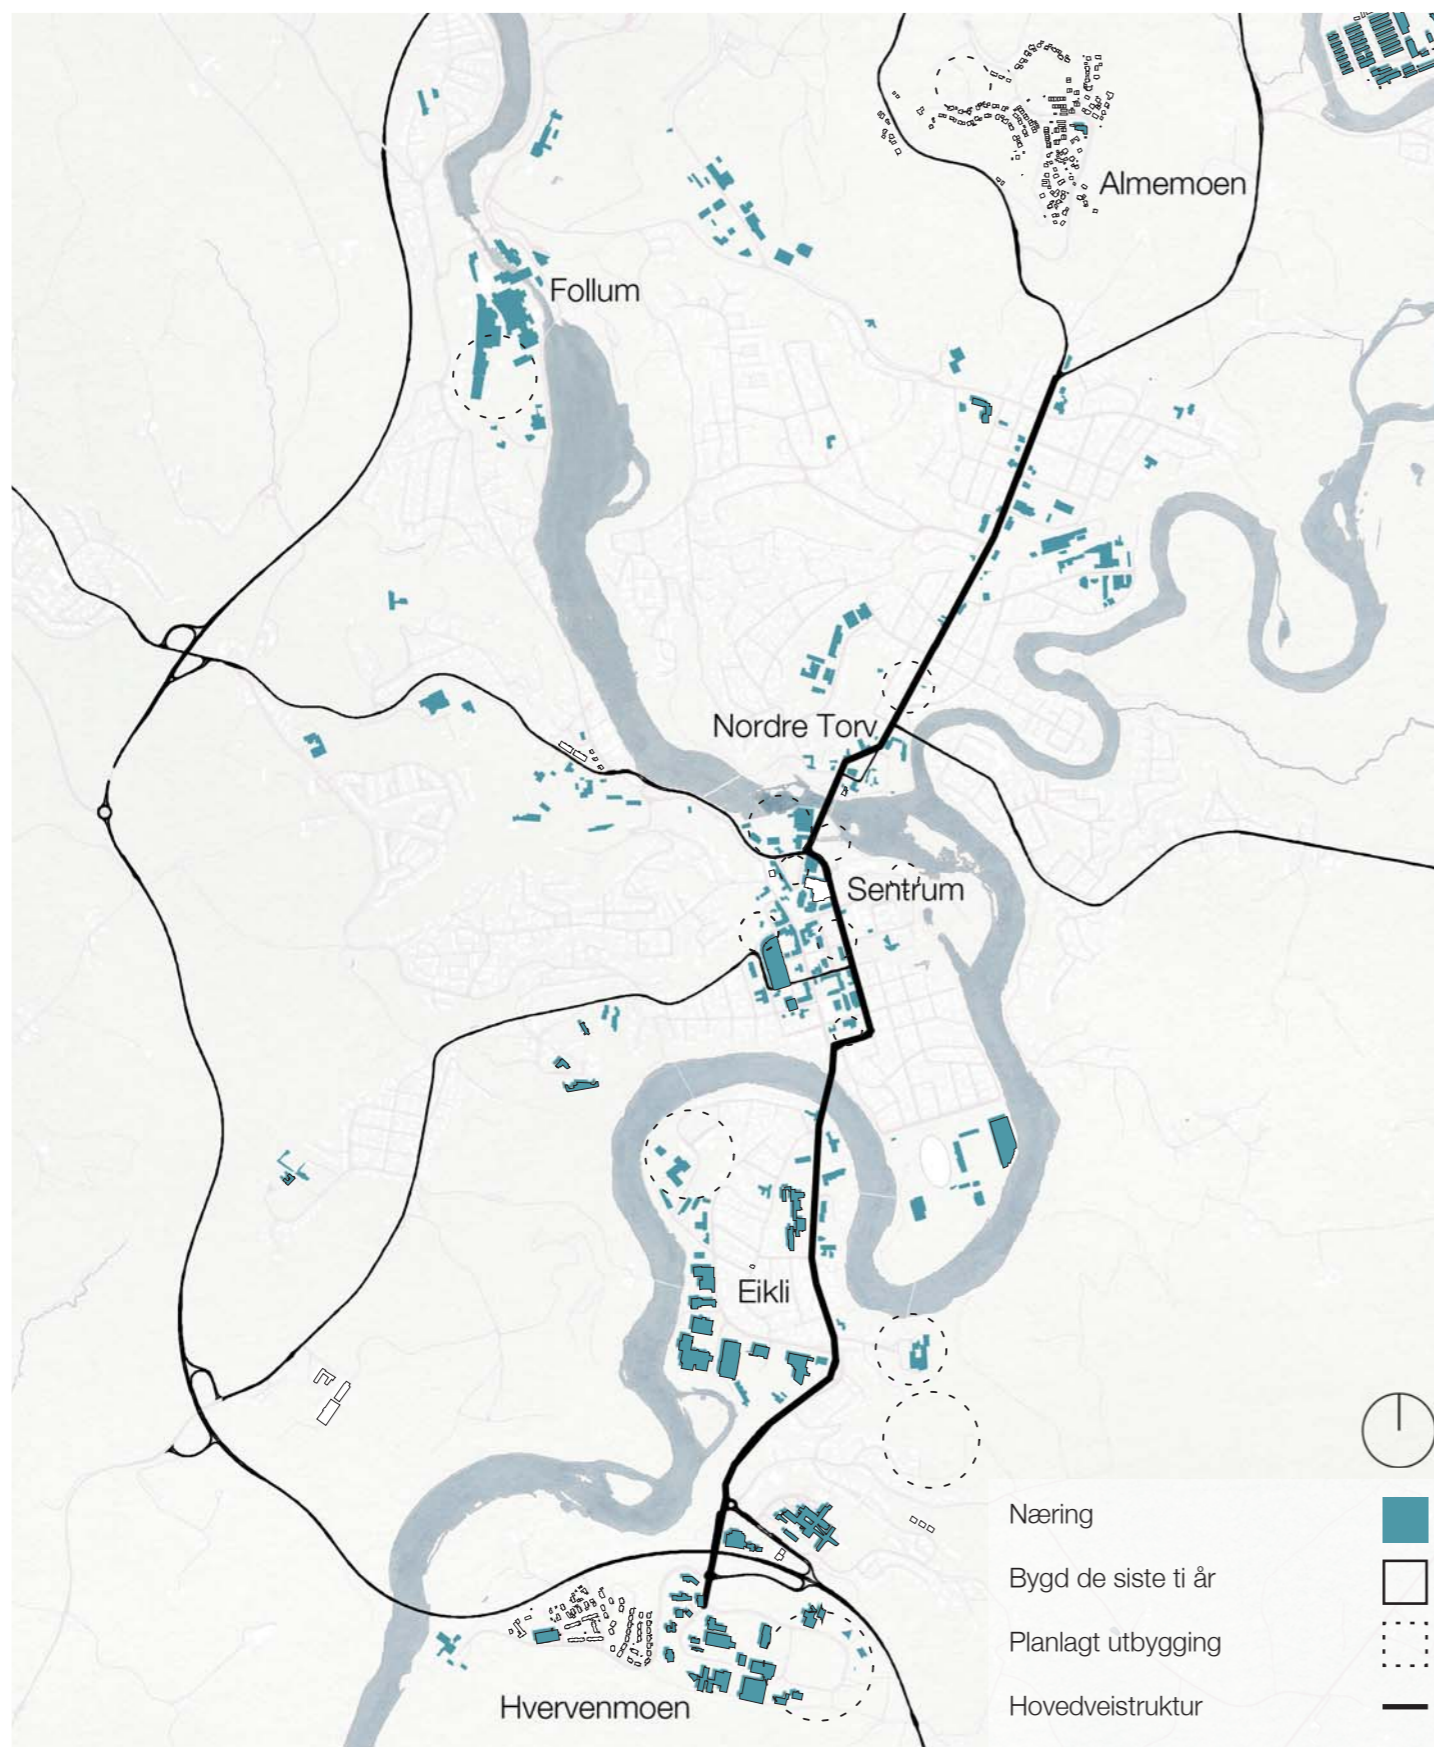 Almemoen
Follum
Nordre Torv
Sentrum
Eikli
Hvervenmoen
Næring
Bygd de siste ti år
Planlagt utbygging
Hovedveistruktur